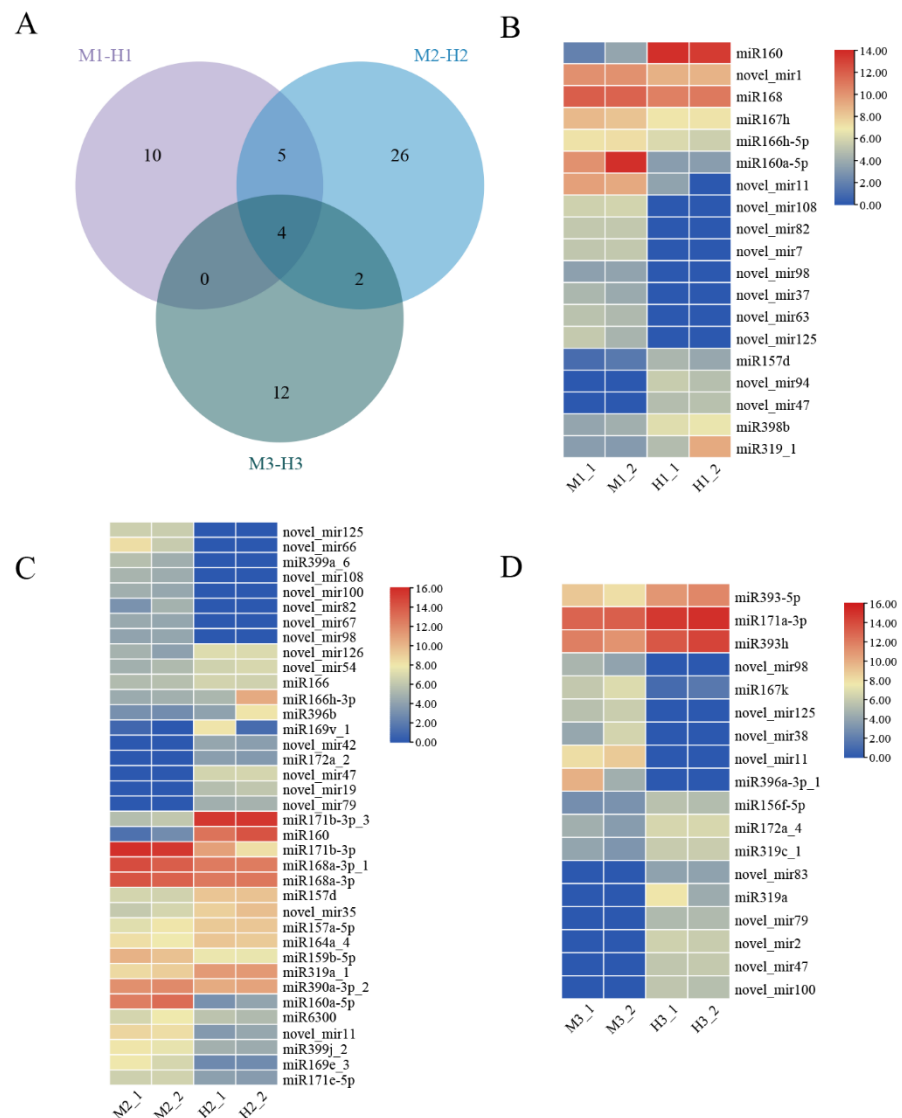 A
M1-H1
M2-H2
10
5
26
4
0
2
12
M3-H3
B
miR160
novel_mir1
miR168
miR167h
miR166h-5p
miR160a-5p
novel_mir11
novel_mir108
novel_mir82
novel_mir7
novel_mir98
novel_mir37
novel_mir63
novel_mir125
miR157d
novel_mir94
novel_mir47
miR398b
miR319_1
M1_1
M1_2
H1_1
H1_2
14.00
12.00
10.00
8.00
6.00
4.00
2.00
0.00
C
novel_mir125
novel_mir66
miR399a_6
novel_mir108
novel_mir100
novel_mir82
novel_mir67
novel_mir98
novel_mir126
novel_mir54
miR166
miR166h-3p
miR396b
miR169v_1
novel_mir42
miR172a_2
novel_mir47
novel_mir19
novel_mir79
miR171b-3p_3
miR160
miR171b-3p
miR168a-3p_1
miR168a-3p
miR157d
novel_mir35
miR157a-5p
miR164a_4
miR159b-5p
miR319a_1
miR390a-3p_2
miR160a-5p
miR6300
novel_mir11
miR399j_2
miR169e_3
miR171e-5p
M2_1
M2_2
H2_1
H2_2
16.00
14.00
12.00
10.00
8.00
6.00
4.00
2.00
0.00
D
miR393-5p
miR171a-3p
miR393h
novel_mir98
miR167k
novel_mir125
novel_mir38
novel_mir11
miR396a-3p_1
miR156f-5p
miR172a_4
miR319c_1
novel_mir83
miR319a
novel_mir79
novel_mir2
novel_mir47
novel_mir100
M3_1
M3_2
H3_1
H3_2
16.00
14.00
12.00
10.00
8.00
6.00
4.00
2.00
0.00